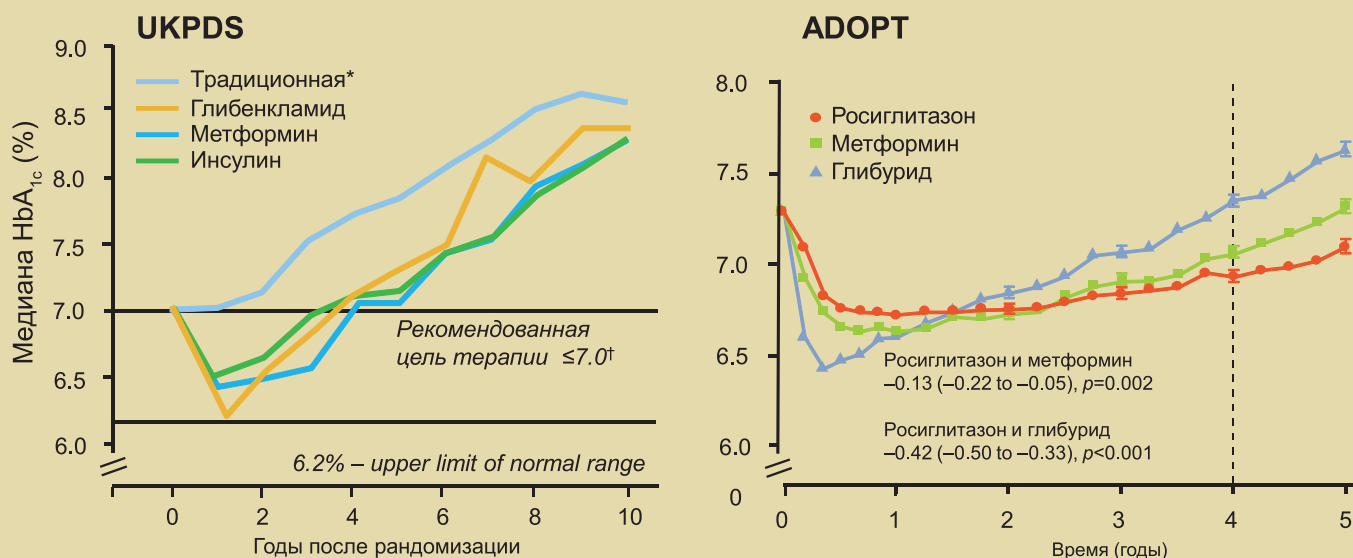 UKPDS
9.0
8.5
8.0
7.5
7.0
6.5
6.0
Медиана HbA1c (%)
Традиционная*
Глибенкламид
Метформин
Инсулин
Рекомендованная
цель терапии ≤7.0†
6.2% – upper limit of normal range
0 2 4 6 8 10
Годы после рандомизации
ADOPT
8.0
7.5
7.0
6.5
6.0
0
Росиглитазон
Метформин
Глибурид
Росиглитазон и метформин
–0.13 (–0.22 to –0.05), p=0.002
Росиглитазон и глибурид
–0.42 (–0.50 to –0.33), p<0.001
0 1 2 3 4 5
Время (годы)